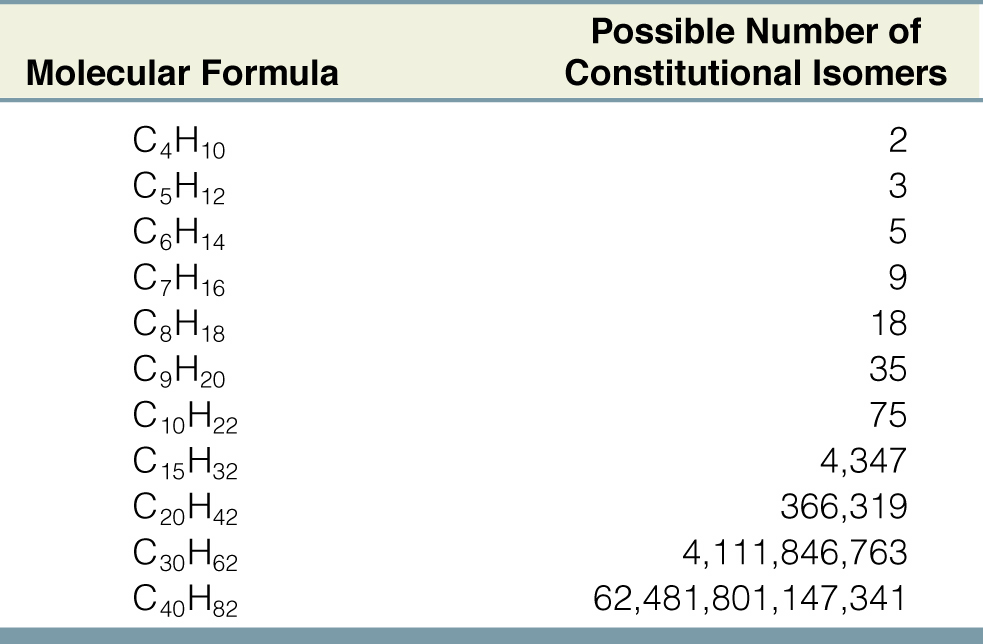 Possible Number of
Molecular Formula Constitutional Isomers
C₄H₁₀ 2
C₅H₁₂ 3
C₆H₁₄ 5
C₇H₁₆ 9
C₈H₁₈ 18
C₉H₂₀ 35
C₁₀H₂₂ 75
C₁₅H₃₂ 4,347
C₂₀H₄₂ 366,319
C₃₀H₆₂ 4,111,846,763
C₄₀H₈₂ 62,481,801,147,341